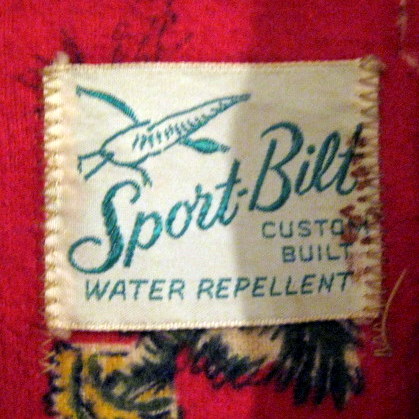 Sport-Bilt
CUSTOM
BUILT
WATER REPELLENT